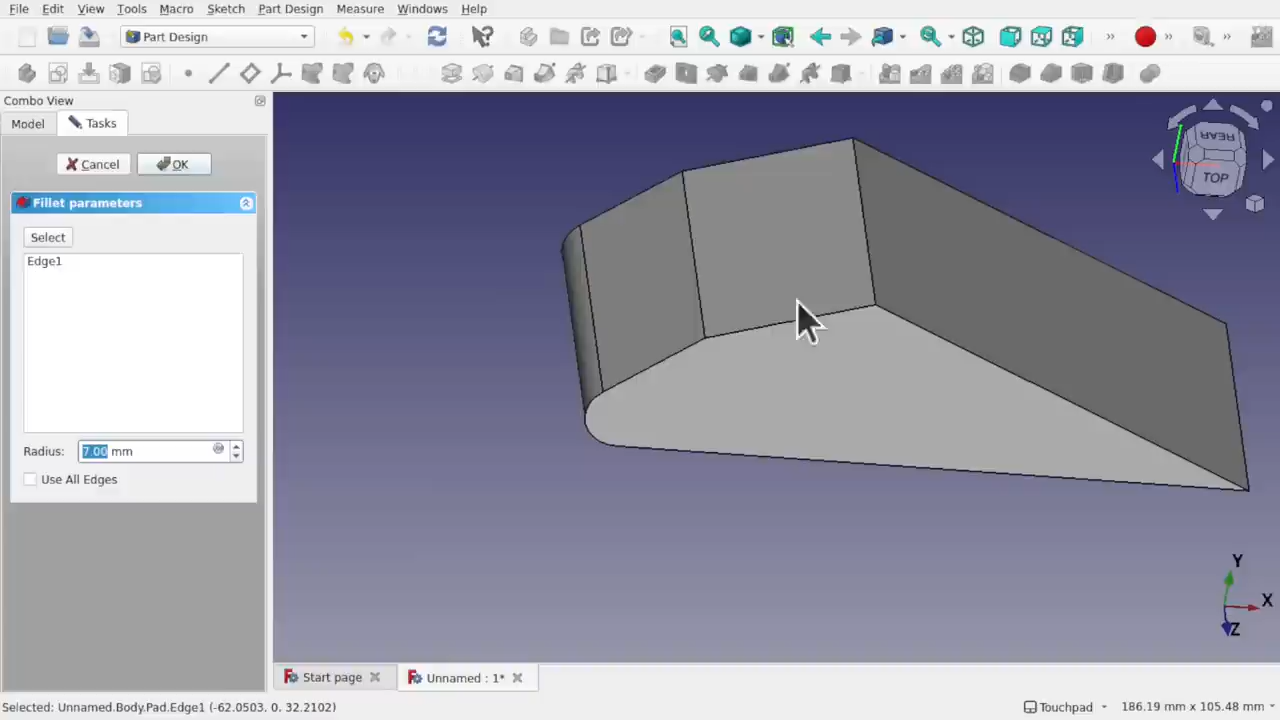 File Edit View Tools Macro Sketch Part Design Measure Windows Help
Part Design
Combo View
Model Tasks
Cancel OK
Fillet parameters
Select
Edge1
Radius: 7.00 mm
Use All Edges
REAR
TOP
Y
X
Z
Start page Unnamed : 1*
Selected: Unnamed.Body.Pad.Edge1 (-62.0503, 0, 32.2102) Touchpad 186.19 mm x 105.48 mm